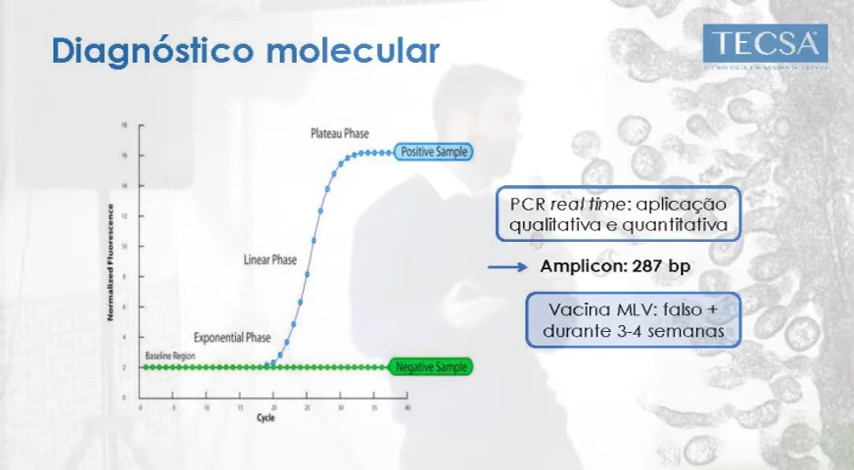 Diagnóstico molecular
TECSA
Normalized Fluorescence
Plateau Phase
Positive Sample
Linear Phase
Exponential Phase
Baseline Region
Negative Sample
0 5 10 15 20 25 30 35 40
Cycle
PCR real time: aplicação
qualitativa e quantitativa
Amplicon: 287 bp
Vacina MLV: falso +
durante 3-4 semanas